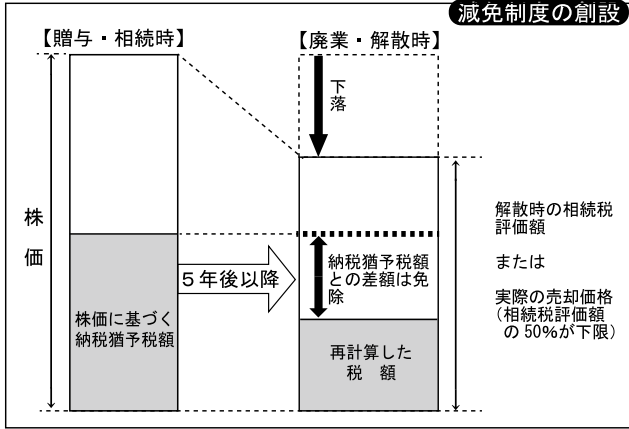 減免制度の創設
【贈与・相続時】
【廃業・解散時】
下
落
株
価
5年後以降
納税猶予税額
との差額は免
除
株価に基づく
納税猶予税額
再計算した
税　額
解散時の相続税
評価額
または
実際の売却価格
(相続税評価額
の50%が下限)